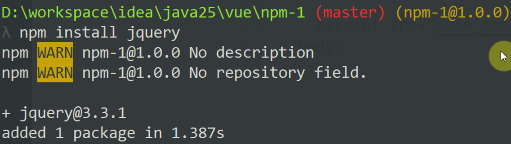 D:\workspace\idea\java25\vue\npm-1 (master) (npm-1@1.0.0)
λ npm install jquery
npm WARN npm-1@1.0.0 No description
npm WARN npm-1@1.0.0 No repository field.
+ jquery@3.3.1
added 1 package in 1.387s